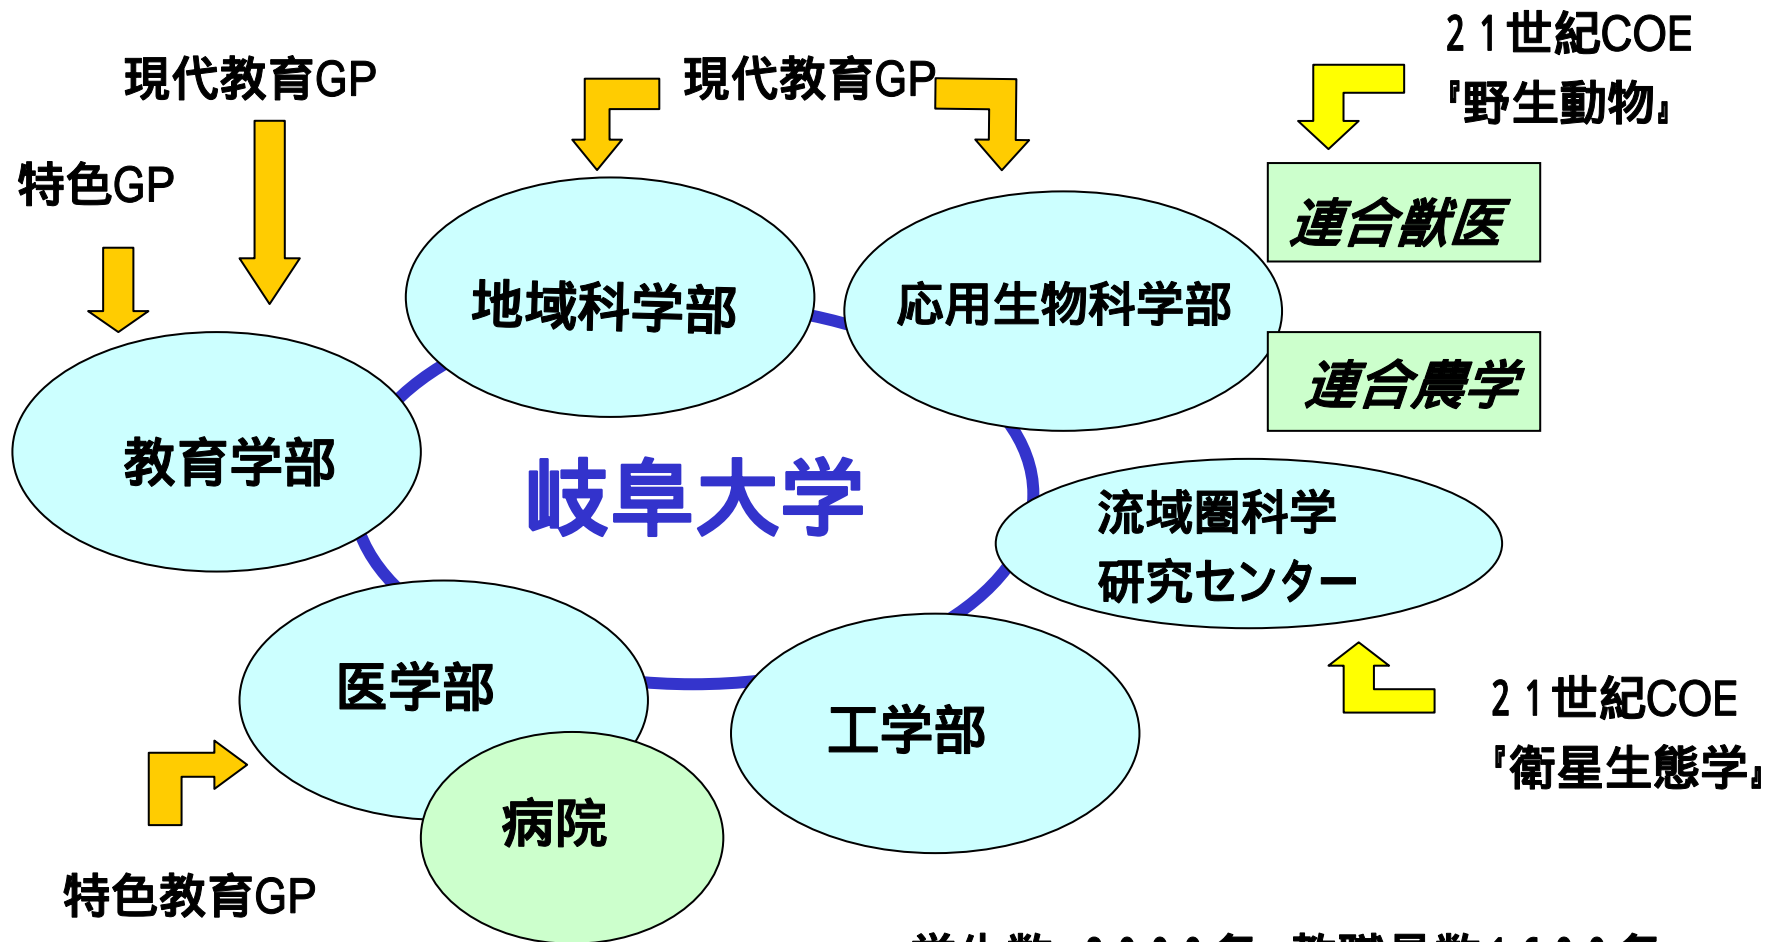 ２１世紀COE
『野生動物』
現代教育GP
現代教育GP
特色GP
連合獣医
地域科学部
応用生物科学部
連合農学
教育学部
岐阜大学
流域圏科学
研究センター
医学部
工学部
２１世紀COE
『衛星生態学』
病院
特色教育GP